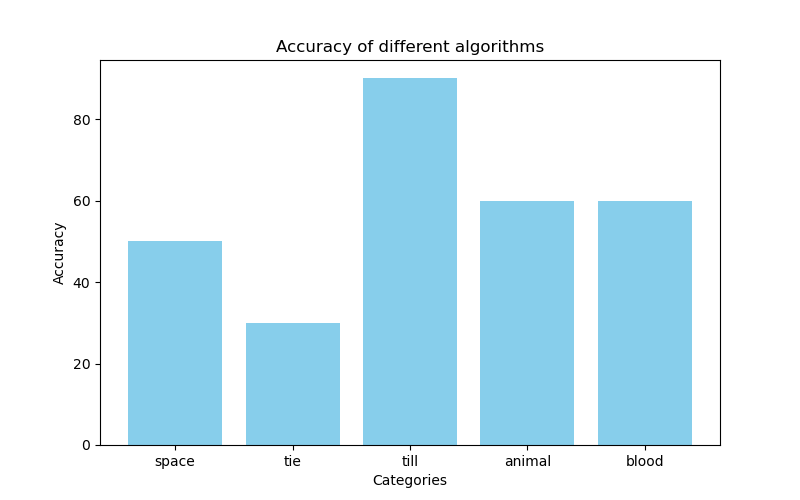 Accuracy of different algorithms
Accuracy
80
60
40
20
0
space tie till animal blood
Categories